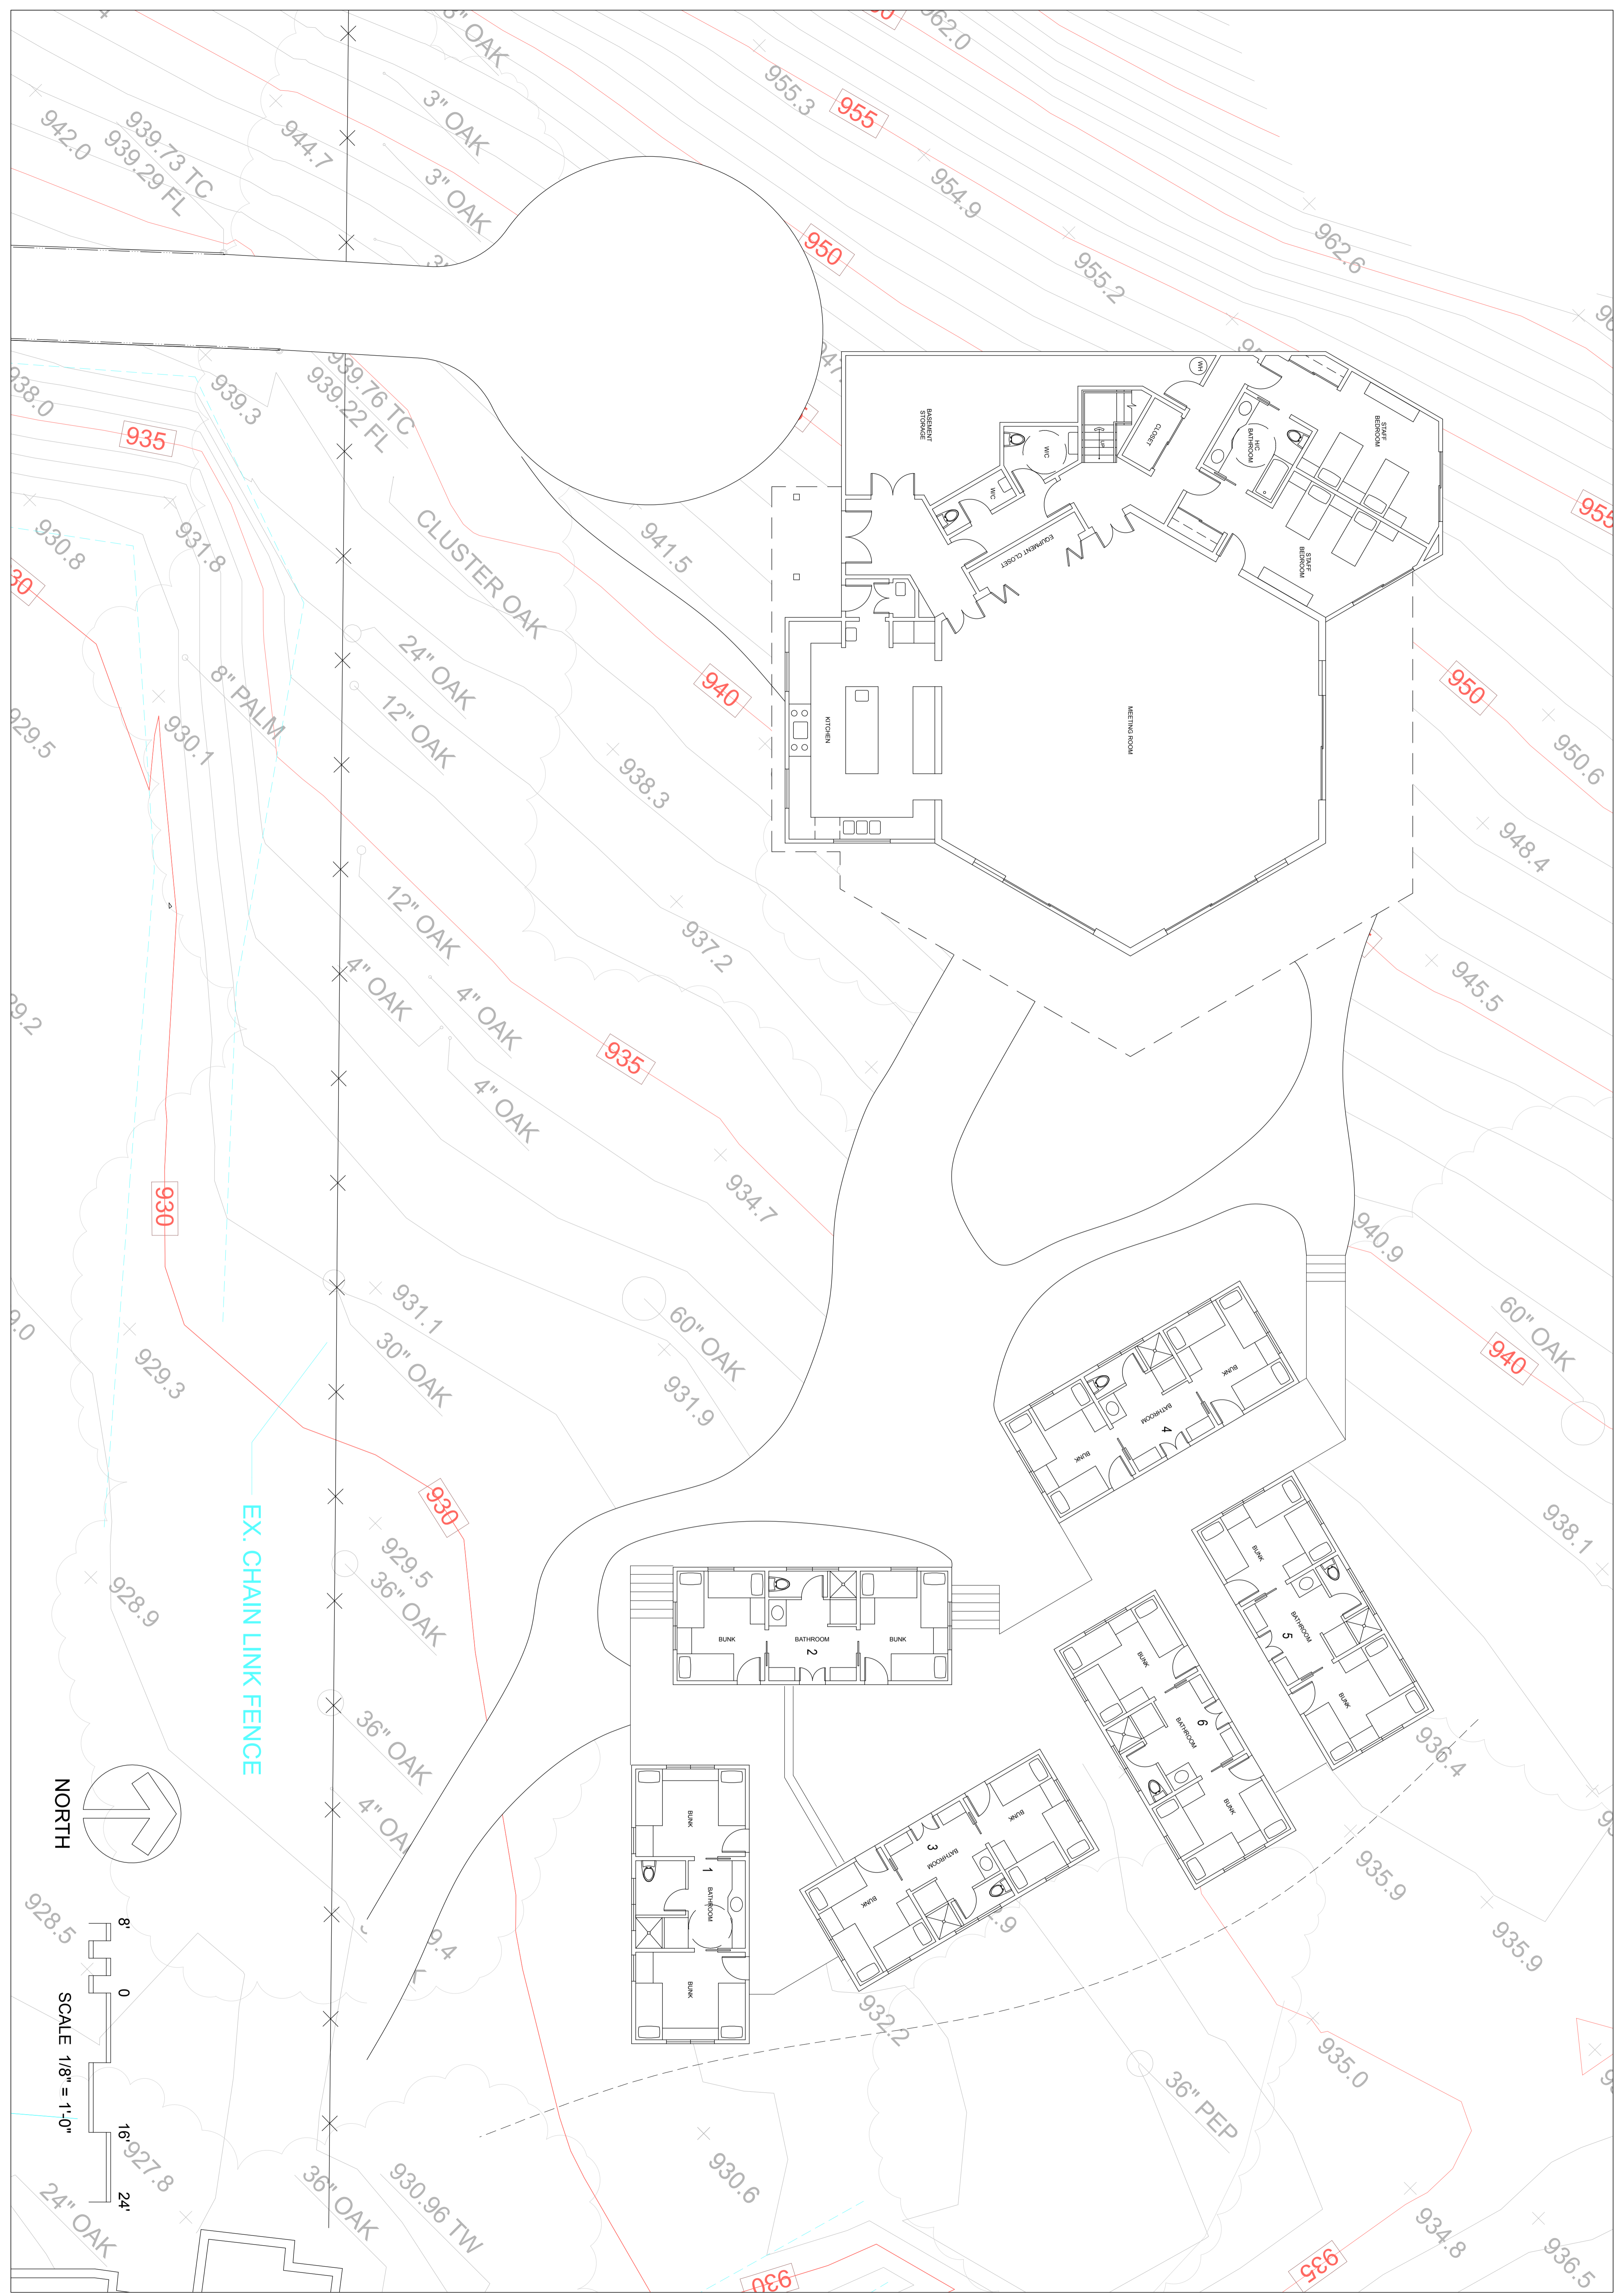 3" OAK
962.0
955.3
955
3" OAK
942.0
939.73 TC
939.29 FL
944.7
3" OAK
954.9
950
962.6
955.2
938.0
939.3
939.76 TC
939.22 FL
935
WH
BASEMENT
STORAGE
W/C
UP
CLOSET
H/C
BATHROOM
STAFF
BEDROOM
W/C
EQUPMENT CLOSET
STAFF
BEDROOM
955
930.8
931.8
CLUSTER OAK
941.5
24" OAK
8" PALM
12" OAK
940
950
929.5
930.1
938.3
KITCHEN
MEETING ROOM
950.6
948.4
12" OAK
937.2
945.5
4" OAK
4" OAK
935
4" OAK
934.7
930
940.9
931.1
60" OAK
60" OAK
940
929.3
30" OAK
931.9
BUNK
BATHROOM
4
BUNK
930
938.1
EX. CHAIN LINK FENCE
929.5
36" OAK
928.9
BUNK
BATHROOM
2
BUNK
BUNK
BATHROOM
5
BUNK
BUNK
BATHROOM
6
BUNK
936.4
36" OAK
NORTH
BUNK
1
BATHROOM
BUNK
BUNK
3
BATHROOM
BUNK
935.9
935.9
928.5
932.2
935.0
8'
0
16'
24'
SCALE 1/8" = 1'-0"
36" PEP
927.8
930.6
24" OAK
36" OAK
930.96 TW
934.8
936.5
930
935